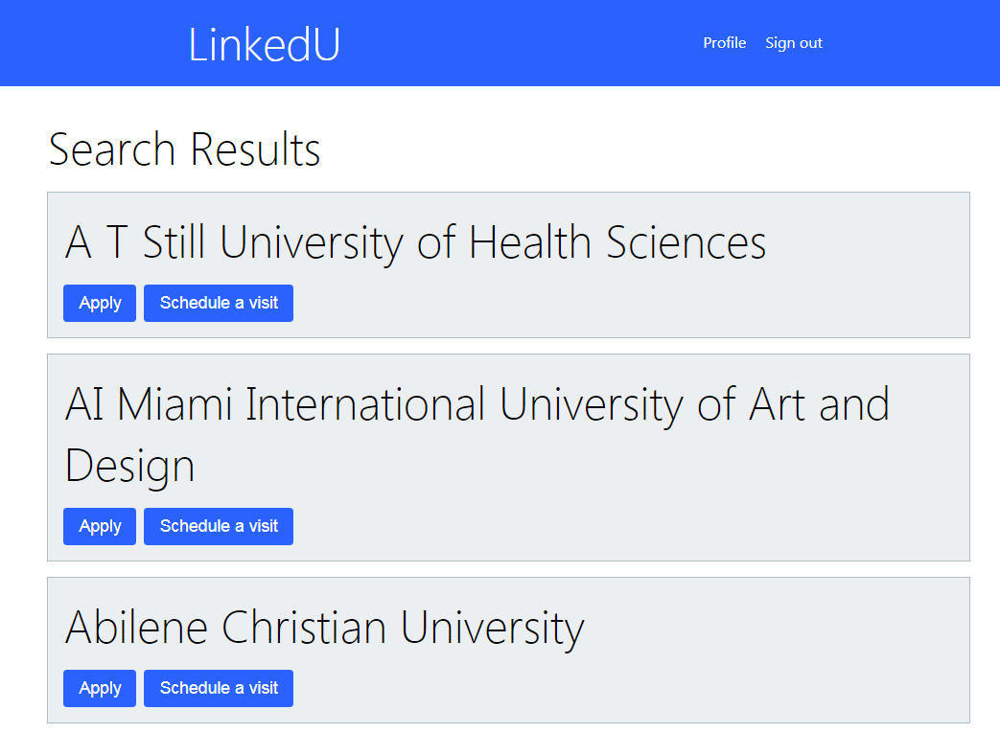 LinkedU
Profile Sign out
Search Results
A T Still University of Health Sciences
Apply Schedule a visit
AI Miami International University of Art and
Design
Apply Schedule a visit
Abilene Christian University
Apply Schedule a visit